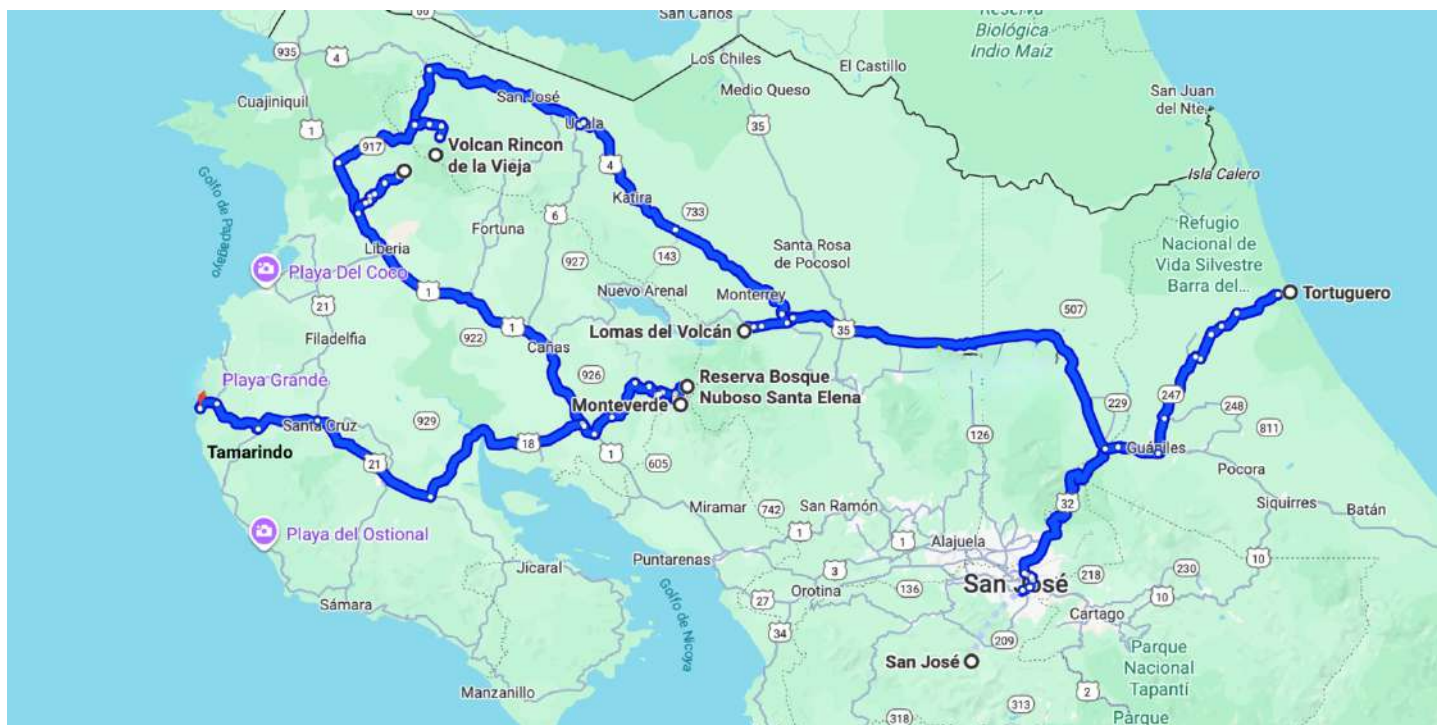 66
San Carlos
Reserva
Biológica
Indio Maíz
935
4
Los Chiles
El Castillo
San Juan
del Nte.
Medio Queso
Cuajiniquil
1
San José
35
917
Volcan Rincon
de la Vieja
4
Isla Calero
Golfo de Papagayo
Katira
733
6
Refugio
Nacional de
Vida Silvestre
Barra del...
Fortuna
Liberia
Santa Rosa
de Pocosol
927
143
Playa Del Coco
Nuevo Arenal
Monterrey
Tortuguero
1
21
507
Lomas del Volcán
35
922
1
Filadelfia
Cañas
926
Reserva Bosque
Nuboso Santa Elena
Playa Grande
Monteverde
229
247
248
929
Santa Cruz
811
18
126
Guápiles
Tamarindo
1
21
605
Pocora
32
Miramar
742
San Ramón
Siquirres
Batán
Playa del Ostional
1
1
Alajuela
Puntarenas
10
Jicaral
3
San José
218
230
Orotina
136
27
Cartago
10
Sámara
Golfo de Nicoya
34
209
Parque
Nacional
Tapantí
San José
Manzanillo
2
313
318
Parque